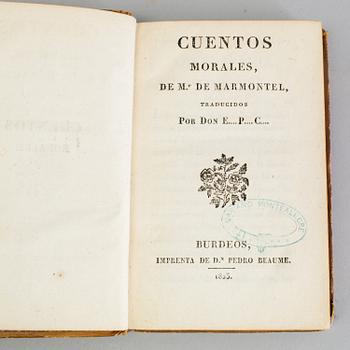 CUENTOS
MORALES,
DE M.r DE MARMONTEL,
TRADUCIDOS
POR DON E.... P.... C....
BURDEOS,
IMPRENTA DE D.n PEDRO BEAUME.